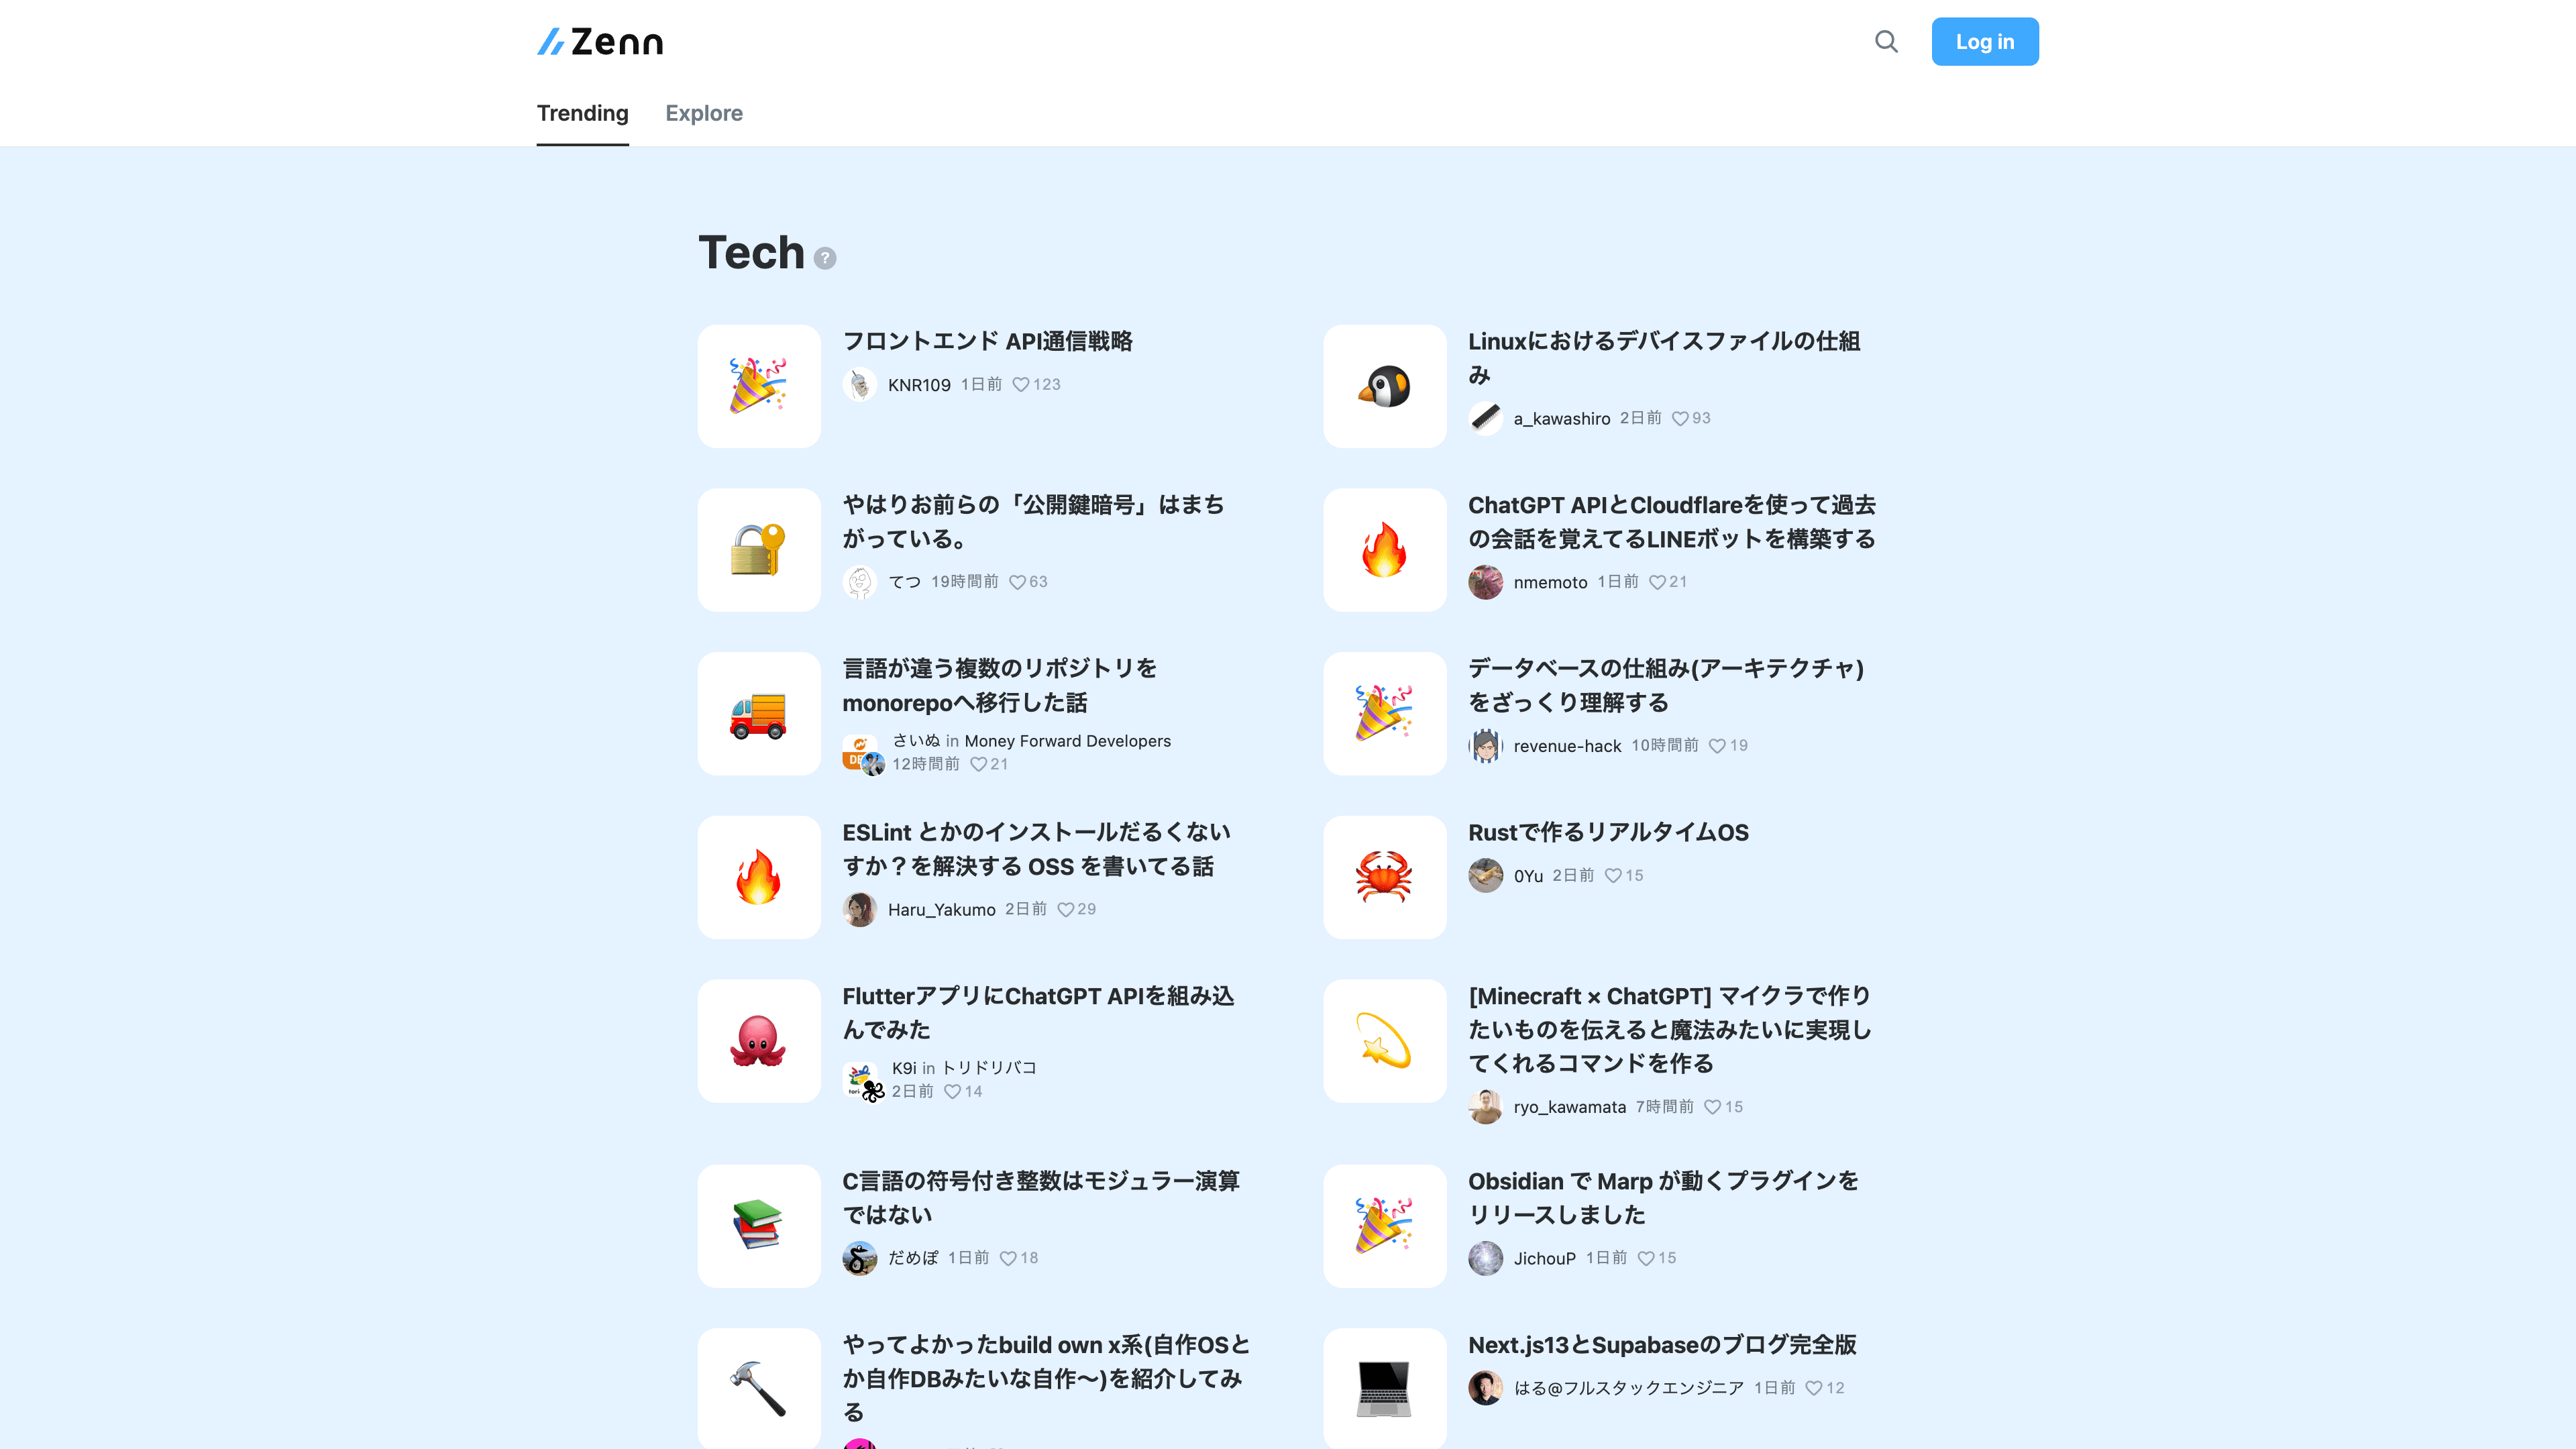 Zenn
Log in
Trending
Explore
Tech ?
フロントエンド API通信戦略
KNR109 1日前 123
Linuxにおけるデバイスファイルの仕組
み
a_kawashiro 2日前 93
やはりお前らの「公開鍵暗号」はまち
がっている。
てつ 19時間前 63
ChatGPT APIとCloudflareを使って過去
の会話を覚えてるLINEボットを構築する
nmemoto 1日前 21
言語が違う複数のリポジトリを
monorepoへ移行した話
さいぬ in Money Forward Developers
12時間前 21
データベースの仕組み(アーキテクチャ)
をざっくり理解する
revenue-hack 10時間前 19
ESLint とかのインストールだるくない
すか？を解決する OSS を書いてる話
Haru_Yakumo 2日前 29
Rustで作るリアルタイムOS
0Yu 2日前 15
FlutterアプリにChatGPT APIを組み込
んでみた
K9i in トリドリバコ
2日前 14
[Minecraft × ChatGPT] マイクラで作り
たいものを伝えると魔法みたいに実現し
てくれるコマンドを作る
ryo_kawamata 7時間前 15
C言語の符号付き整数はモジュラー演算
ではない
だめぽ 1日前 18
Obsidian で Marp が動くプラグインを
リリースしました
JichouP 1日前 15
やってよかったbuild own x系(自作OSと
か自作DBみたいな自作〜)を紹介してみ
る
Next.js13とSupabaseのブログ完全版
はる@フルスタックエンジニア 1日前 12